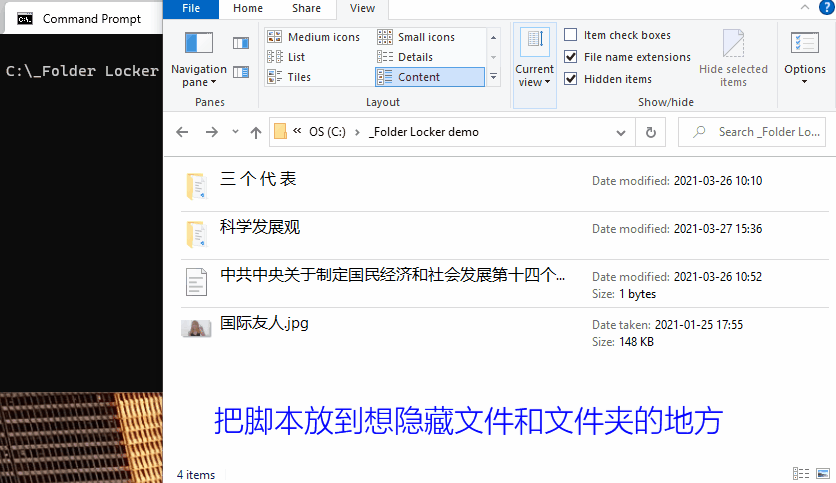 Command Prompt
C:\_Folder Locker
File Home Share View
Navigation pane
Panes
Medium icons Small icons
List Details
Tiles Content
Layout
Current view
Item check boxes
File name extensions
Hidden items
Hide selected items
Show/hide
Options
« OS (C:) › _Folder Locker demo
Search _Folder Lo...
三 个 代 表 Date modified: 2021-03-26 10:10
科学发展观 Date modified: 2021-03-27 15:36
中共中央关于制定国民经济和社会发展第十四个... Date modified: 2021-03-26 10:52
Size: 1 bytes
国际友人.jpg Date taken: 2021-01-25 17:55
Size: 148 KB
把脚本放到想隐藏文件和文件夹的地方
4 items